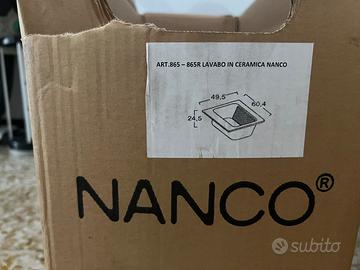 ART.865 – 865R LAVABO IN CERAMICA NANCO
49,5
60,4
24,5
NANCO®
subito